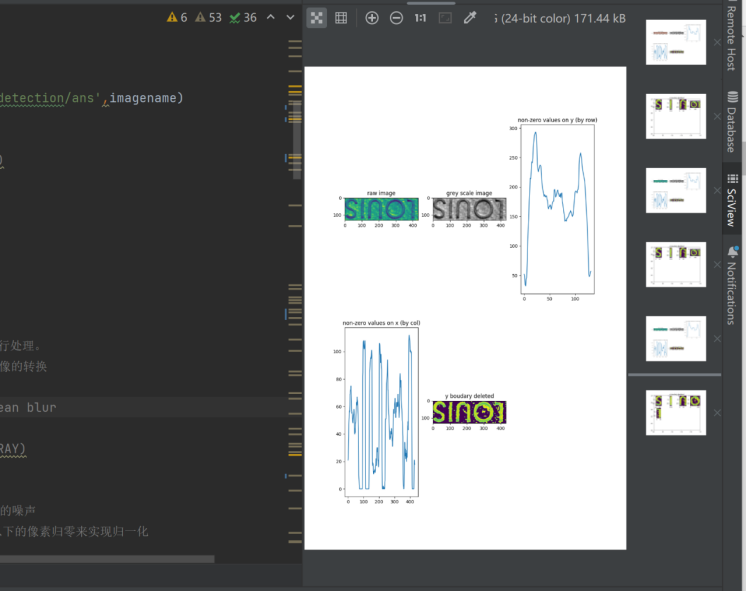 6 53 36
1:1
(24-bit color) 171.44 kB
detection/ans',imagename)
)
行处理。
像的转换
ean blur
RAY)
的噪声
下的像素归零来实现归一化
non-zero values on y (by row)
300
250
200
150
100
50
0 50 100
raw image
0
100
0 100 200 300 400
grey scale image
0
100
0 100 200 300 400
non-zero values on x (by col)
100
80
60
40
20
0
0 100 200 300 400
y boudary deleted
0
100
0 100 200 300 400
Remote Host
Database
SciView
Notifications